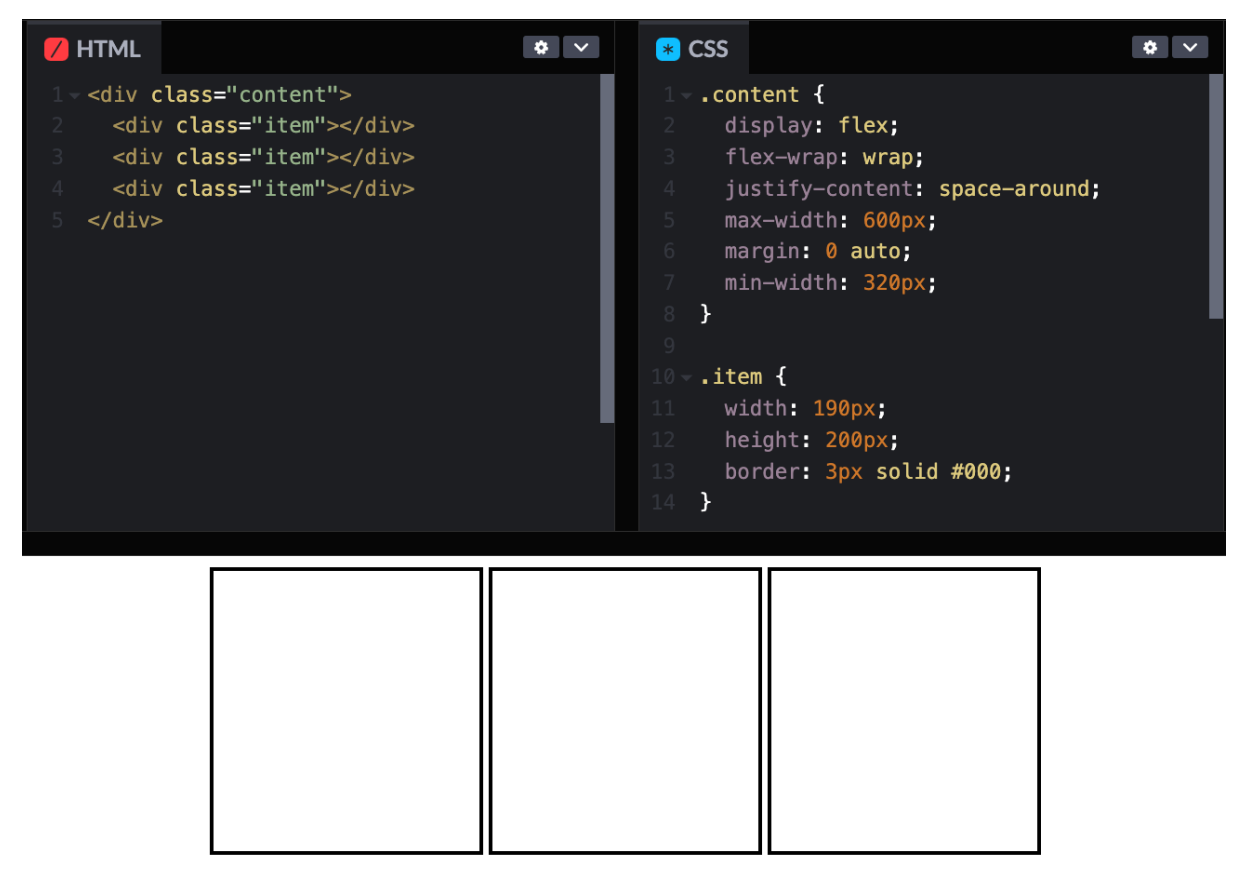 HTML
1 <div class="content">
2 <div class="item"></div>
3 <div class="item"></div>
4 <div class="item"></div>
5 </div>
CSS
1 .content {
2 display: flex;
3 flex-wrap: wrap;
4 justify-content: space-around;
5 max-width: 600px;
6 margin: 0 auto;
7 min-width: 320px;
8 }
9
10 .item {
11 width: 190px;
12 height: 200px;
13 border: 3px solid #000;
14 }